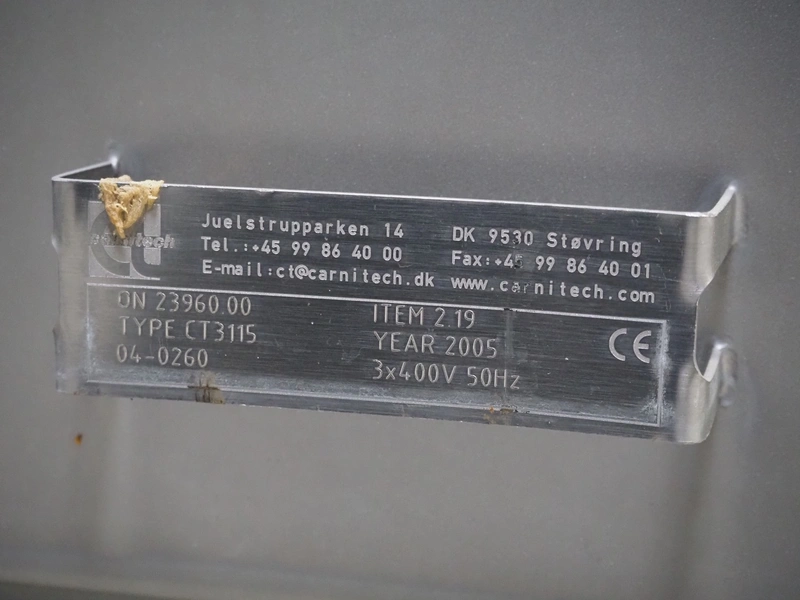 carnitech
Juelstrupparken 14 DK 9530 Støvring
Tel.:+45 99 86 40 00 Fax:+45 99 86 40 01
E-mail:ct@carnitech.dk www.carnitech.com
ON 23960.00 ITEM 2.19
TYPE CT3115 YEAR 2005
04-0260 3x400V 50Hz
CE